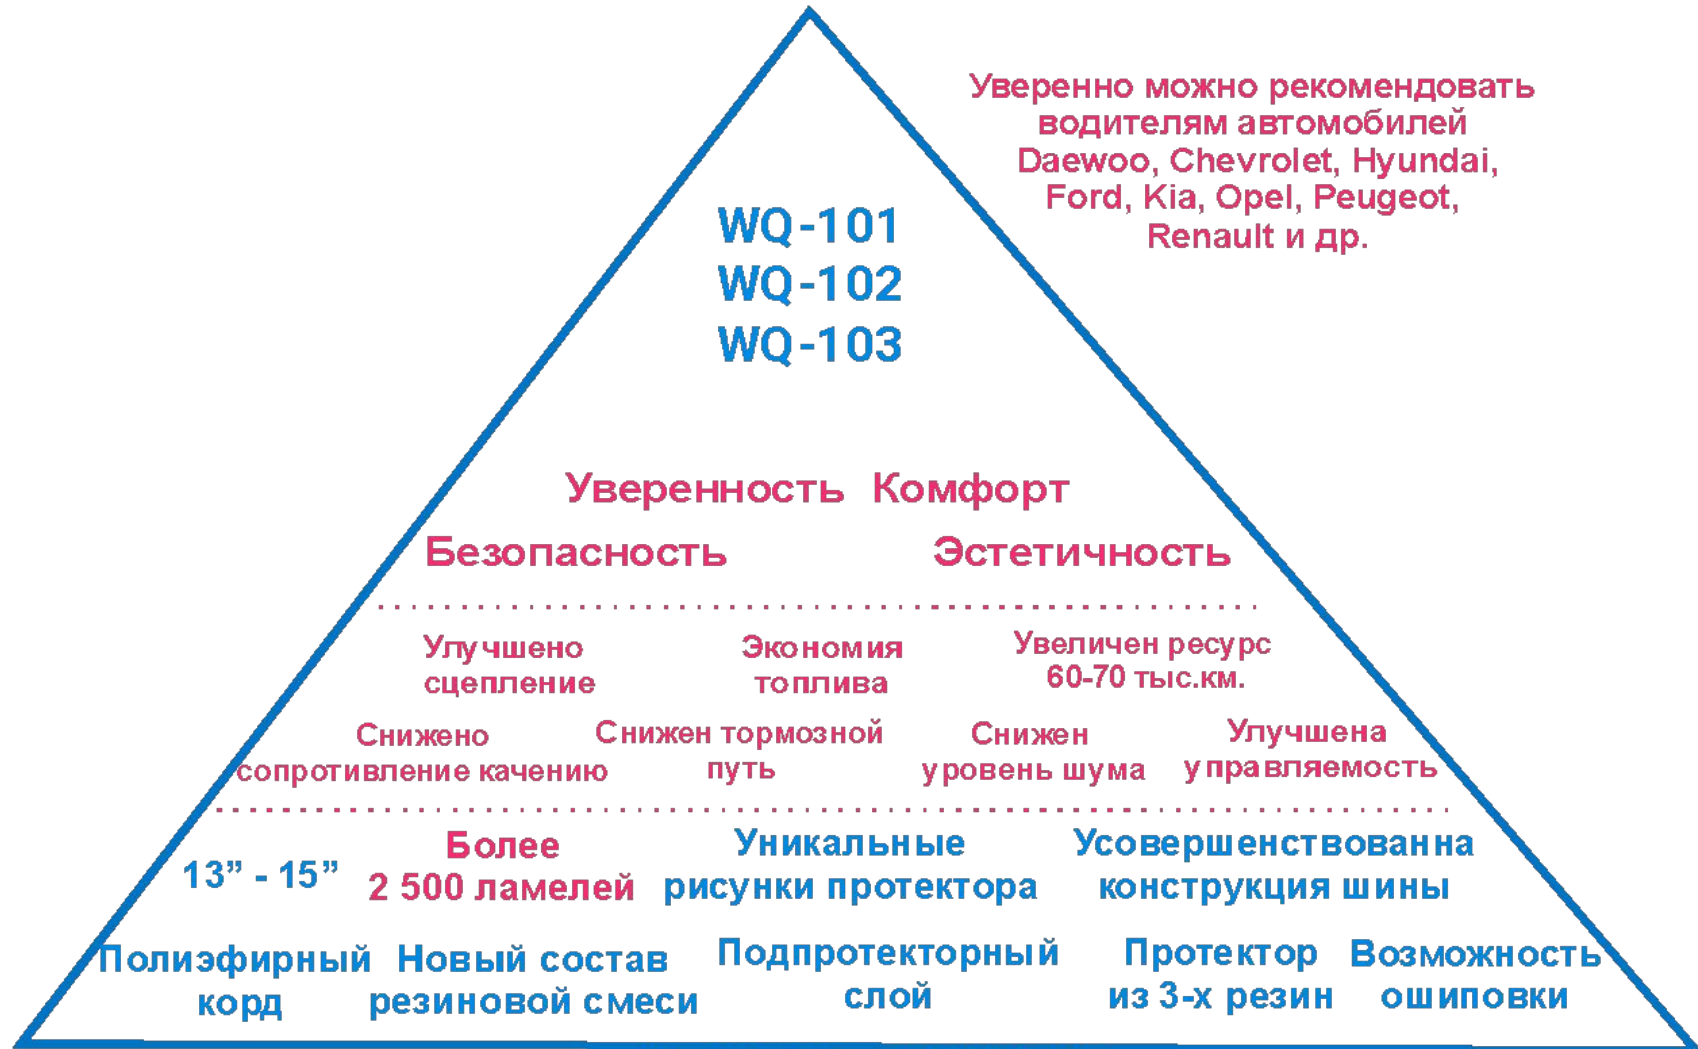 Уверенно можно рекомендовать
водителям автомобилей
Daewoo, Chevrolet, Hyundai,
Ford, Kia, Opel, Peugeot,
Renault и др.
WQ-101
WQ-102
WQ-103
Уверенность Комфорт
Безопасность Эстетичность
Улучшено
сцепление
Экономия
топлива
Увеличен ресурс
60-70 тыс.км.
Снижено
сопротивление качению
Снижен тормозной
путь
Снижен
уровень шума
Улучшена
управляемость
13” - 15”
Более
2 500 ламелей
Уникальные
рисунки протектора
Усовершенствованна
конструкция шины
Полиэфирный
корд
Новый состав
резиновой смеси
Подпротекторный
слой
Протектор
из 3-х резин
Возможность
ошиповки